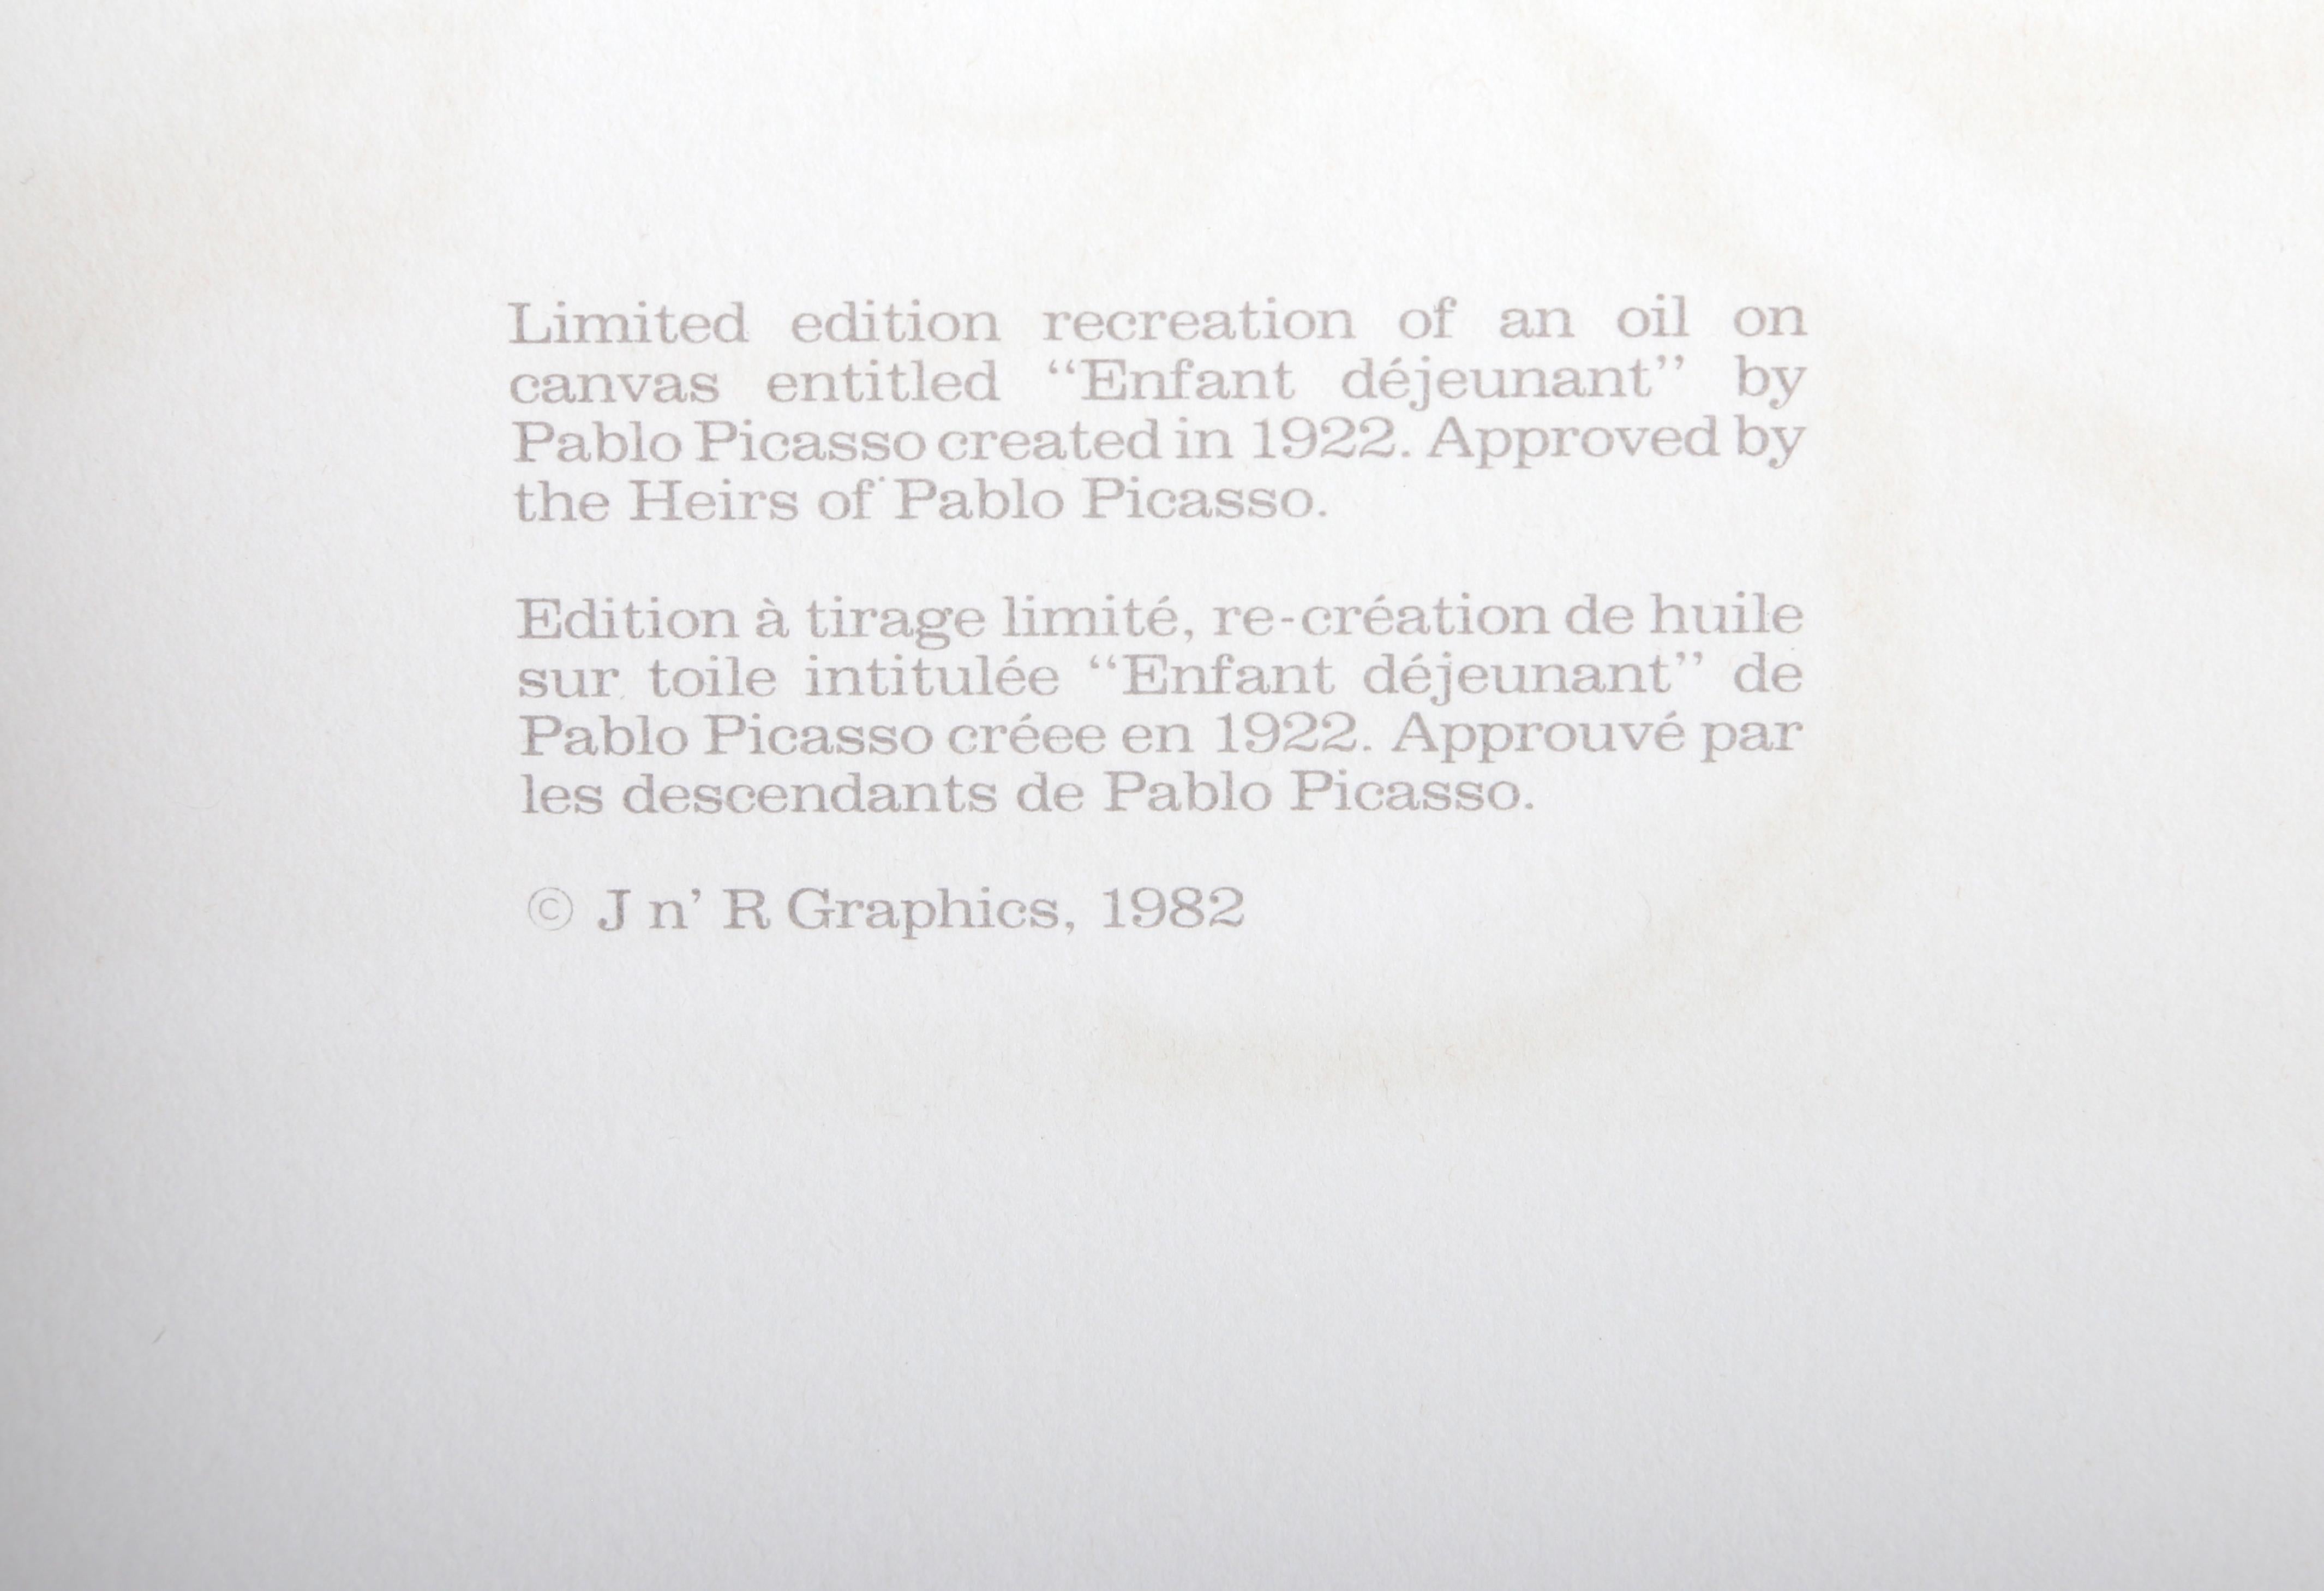 Limited edition recreation of an oil on
canvas entitled “Enfant déjeunant” by
Pablo Picasso created in 1922. Approved by
the Heirs of Pablo Picasso.
Edition à tirage limité, re-création de huile
sur toile intitulée “Enfant déjeunant” de
Pablo Picasso créee en 1922. Approuvé par
les descendants de Pablo Picasso.
© J n’ R Graphics, 1982